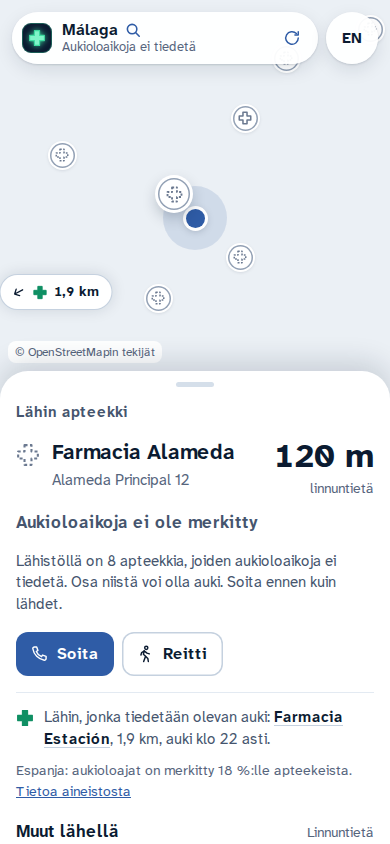 Málaga
Aukioloaikoja ei tiedetä
EN
1,9 km
© OpenStreetMapin tekijät
Lähin apteekki
Farmacia Alameda
120 m
Alameda Principal 12
linnuntietä
Aukioloaikoja ei ole merkitty
Lähistöllä on 8 apteekkia, joiden aukioloaikoja ei
tiedetä. Osa niistä voi olla auki. Soita ennen kuin
lähdet.
Soita
Reitti
Lähin, jonka tiedetään olevan auki: Farmacia
Estación, 1,9 km, auki klo 22 asti.
Espanja: aukioloajat on merkitty 18 %:lle apteekeista.
Tietoa aineistosta
Muut lähellä
Linnuntietä